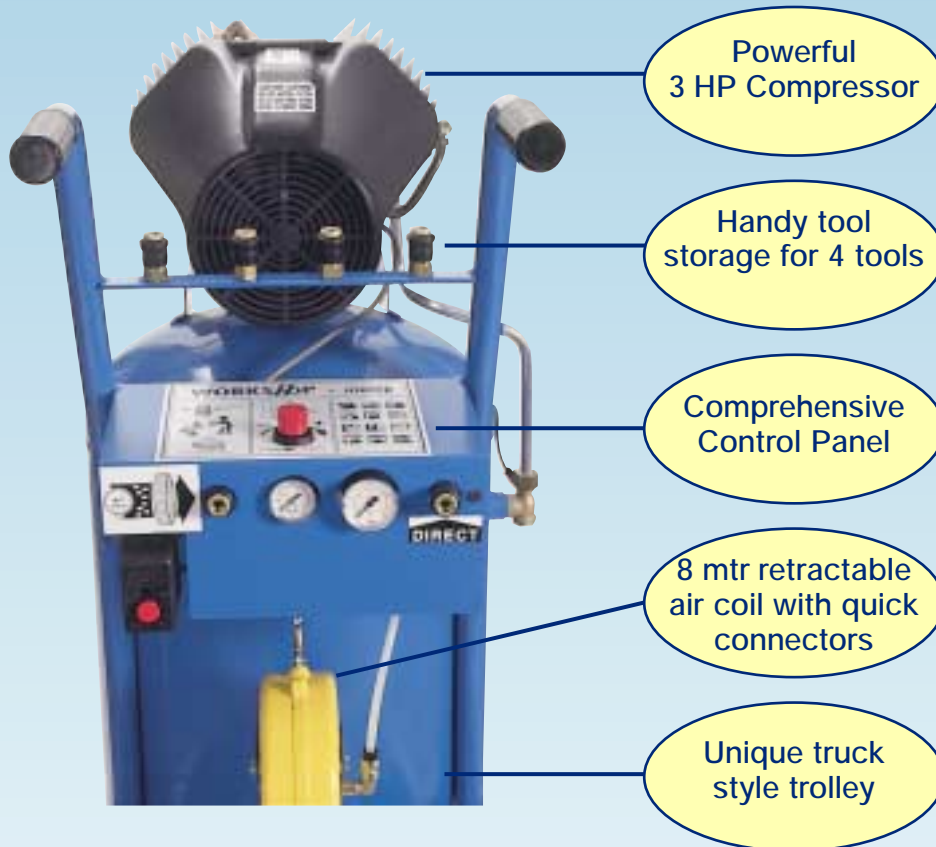 Powerful
3 HP Compressor
Handy tool
storage for 4 tools
Comprehensive
Control Panel
WORKSHOP
DIRECT
8 mtr retractable
air coil with quick
connectors
Unique truck
style trolley